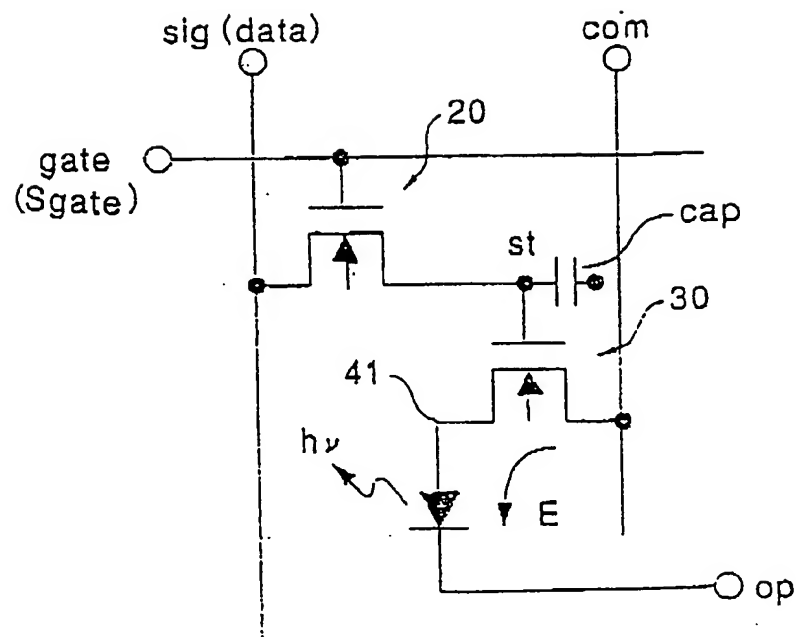 sig (data)
com
20
gate
(Sgate)
cap
st
30
41
hν
E
op